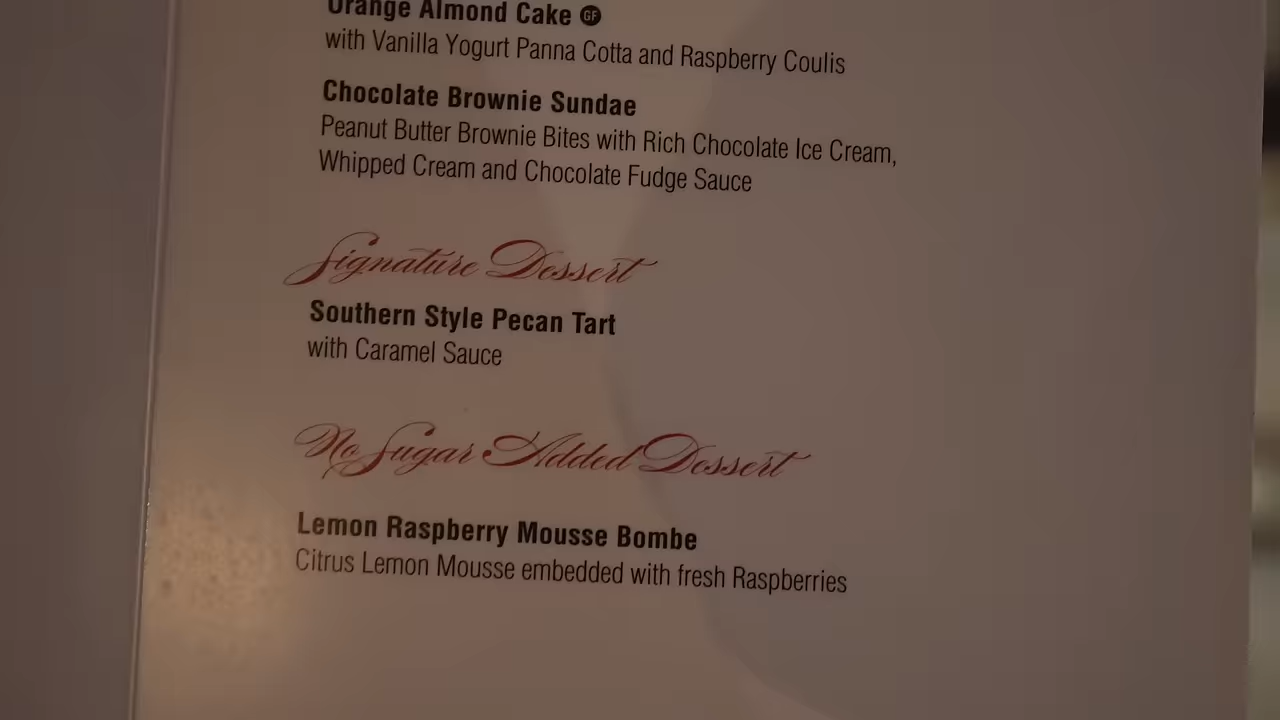 Orange Almond Cake GF
with Vanilla Yogurt Panna Cotta and Raspberry Coulis
Chocolate Brownie Sundae
Peanut Butter Brownie Bites with Rich Chocolate Ice Cream,
Whipped Cream and Chocolate Fudge Sauce
Signature Dessert
Southern Style Pecan Tart
with Caramel Sauce
No Sugar Added Dessert
Lemon Raspberry Mousse Bombe
Citrus Lemon Mousse embedded with fresh Raspberries